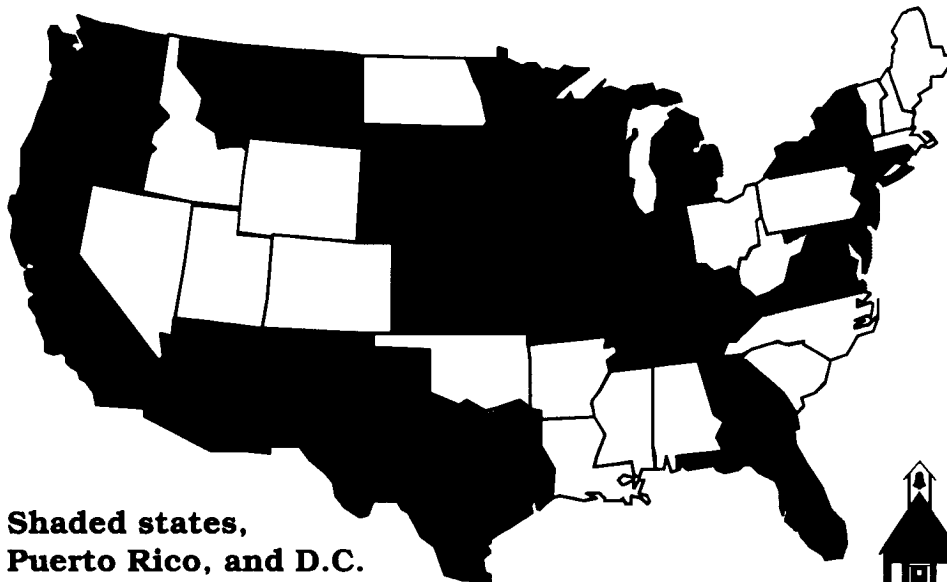 Shaded states,
Puerto Rico, and D.C.